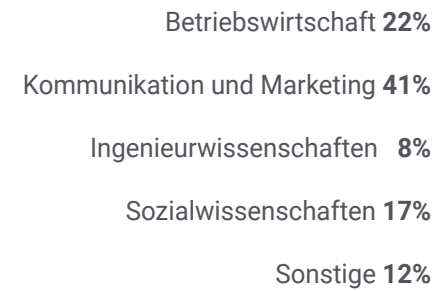 Betriebswirtschaft 22%
Kommunikation und Marketing 41%
Ingenieurwissenschaften 8%
Sozialwissenschaften 17%
Sonstige 12%